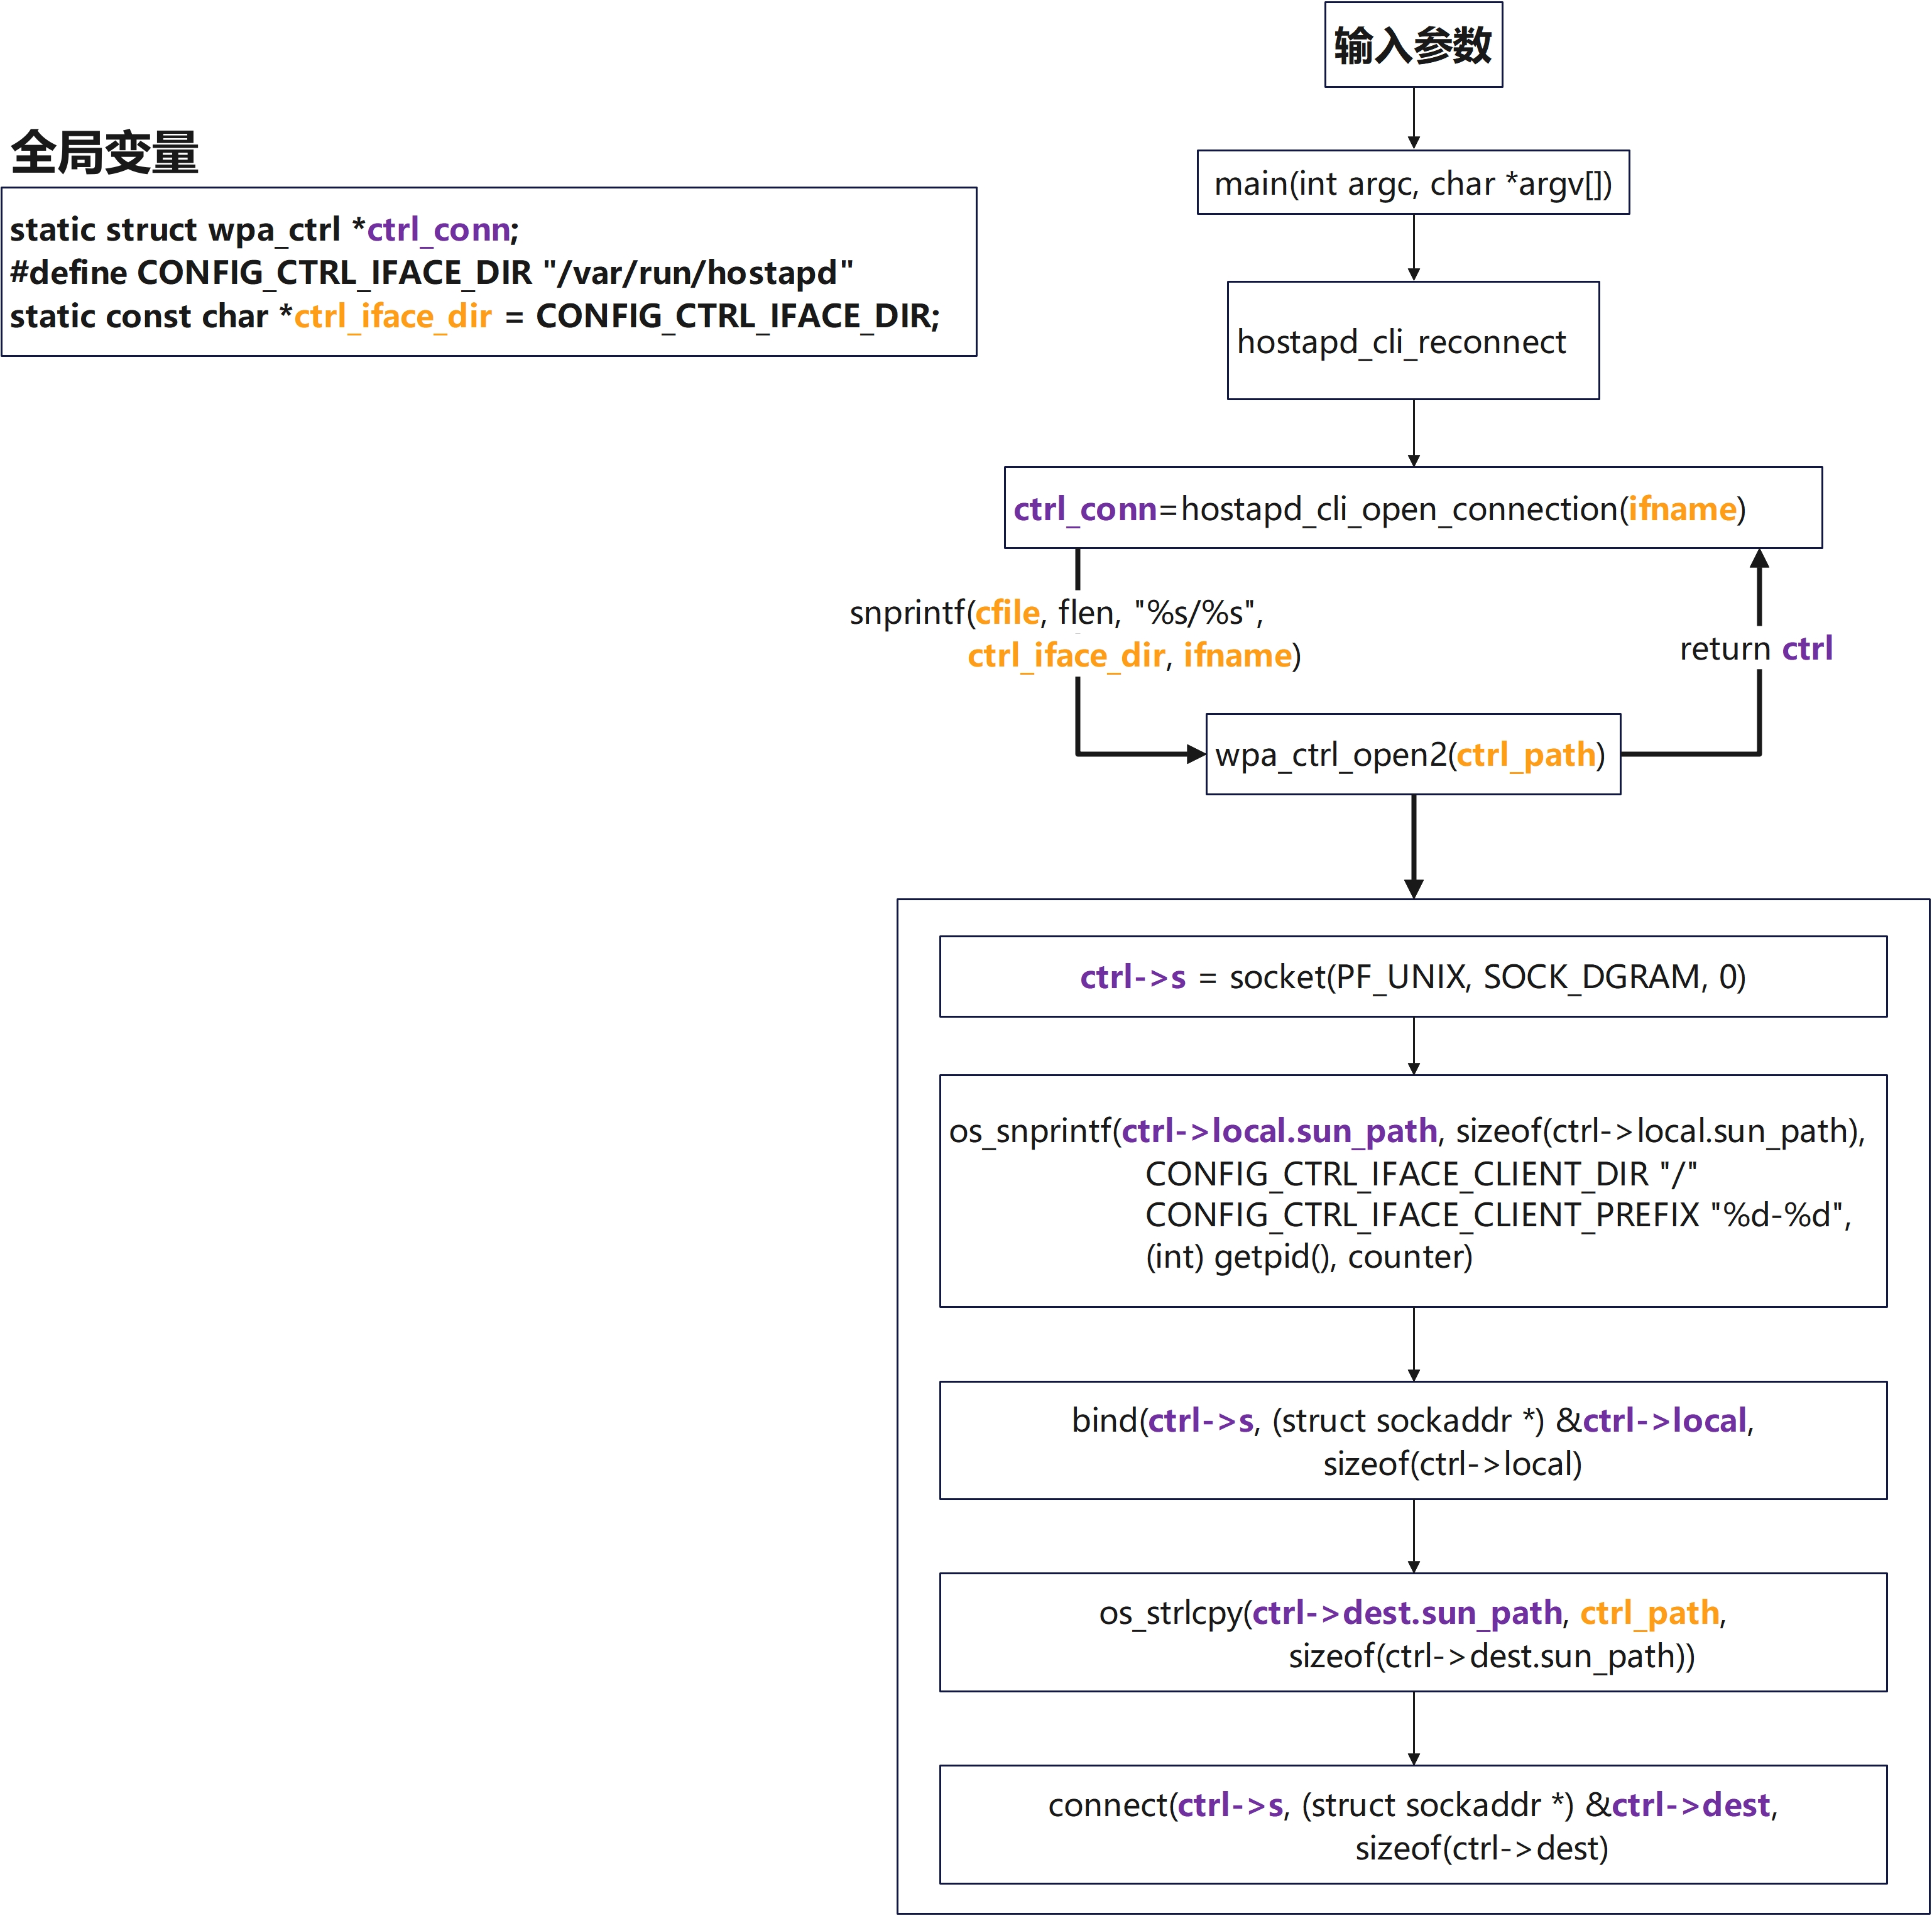 输入参数
main(int argc, char *argv[])
全局变量
static struct wpa_ctrl *ctrl_conn;
#define CONFIG_CTRL_IFACE_DIR "/var/run/hostapd"
static const char *ctrl_iface_dir = CONFIG_CTRL_IFACE_DIR;
hostapd_cli_reconnect
ctrl_conn=hostapd_cli_open_connection(ifname)
snprintf(cfile, flen, "%s/%s",
ctrl_iface_dir, ifname)
return ctrl
wpa_ctrl_open2(ctrl_path)
ctrl->s = socket(PF_UNIX, SOCK_DGRAM, 0)
os_snprintf(ctrl->local.sun_path, sizeof(ctrl->local.sun_path),
CONFIG_CTRL_IFACE_CLIENT_DIR "/"
CONFIG_CTRL_IFACE_CLIENT_PREFIX "%d-%d",
(int) getpid(), counter)
bind(ctrl->s, (struct sockaddr *) &ctrl->local,
sizeof(ctrl->local)
os_strlcpy(ctrl->dest.sun_path, ctrl_path,
sizeof(ctrl->dest.sun_path))
connect(ctrl->s, (struct sockaddr *) &ctrl->dest,
sizeof(ctrl->dest)